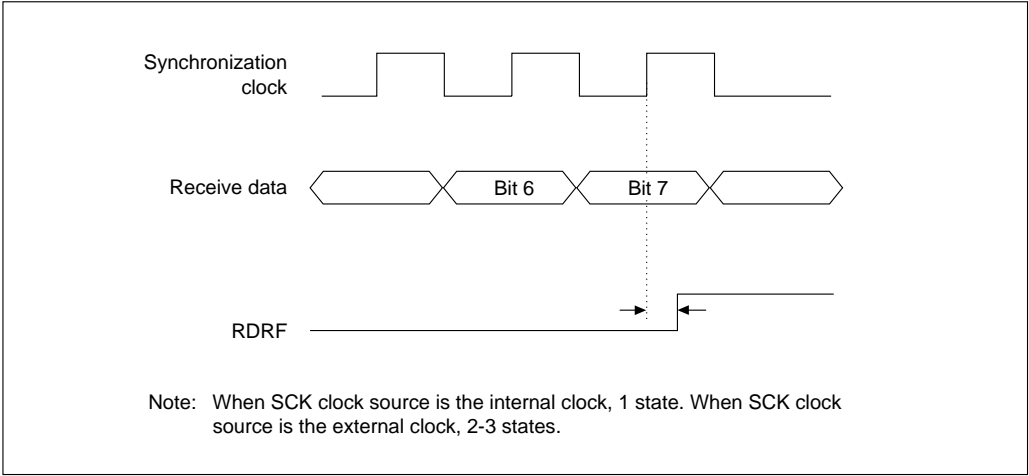 Synchronization
clock
Receive data
Bit 6
Bit 7
RDRF
Note: When SCK clock source is the internal clock, 1 state. When SCK clock
source is the external clock, 2-3 states.